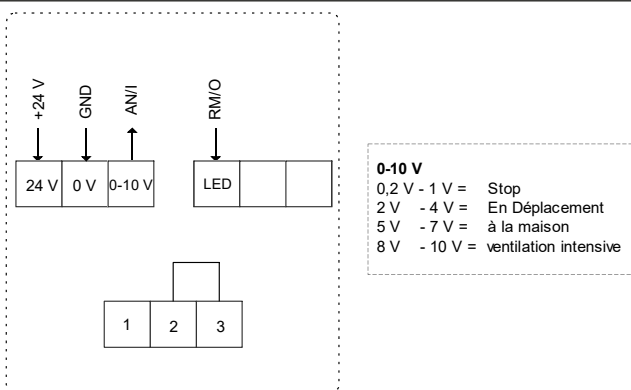 +24 V GND AN/I RM/O
24 V 0 V 0-10 V LED
1 2 3
0-10 V
0,2 V - 1 V = Stop
2 V - 4 V = En Déplacement
5 V - 7 V = à la maison
8 V - 10 V = ventilation intensive